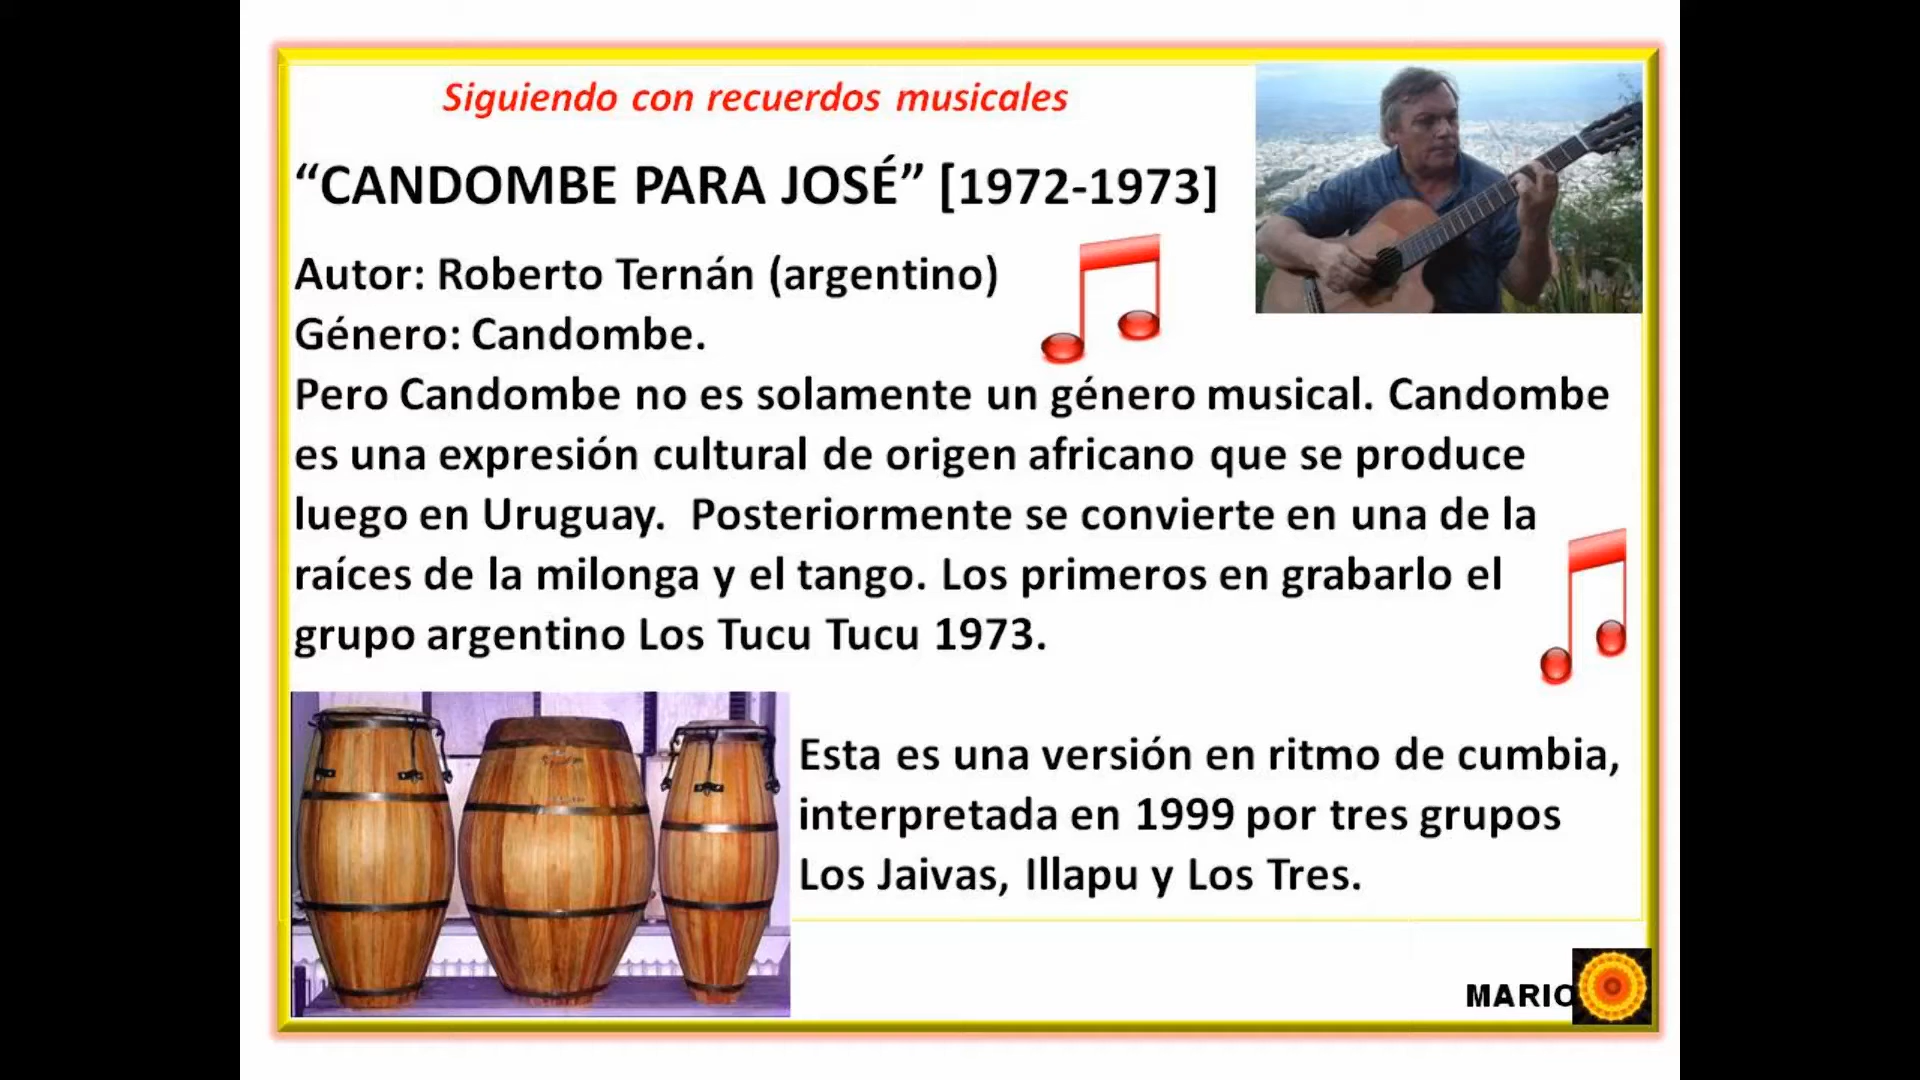 Siguiendo con recuerdos musicales
“CANDOMBE PARA JOSÉ” [1972-1973]
Autor: Roberto Ternán (argentino)
Género: Candombe.
Pero Candombe no es solamente un género musical. Candombe
es una expresión cultural de origen africano que se produce
luego en Uruguay.  Posteriormente se convierte en una de la
raíces de la milonga y el tango. Los primeros en grabarlo el
grupo argentino Los Tucu Tucu 1973.
Esta es una versión en ritmo de cumbia,
interpretada en 1999 por tres grupos
Los Jaivas, Illapu y Los Tres.
MARIO